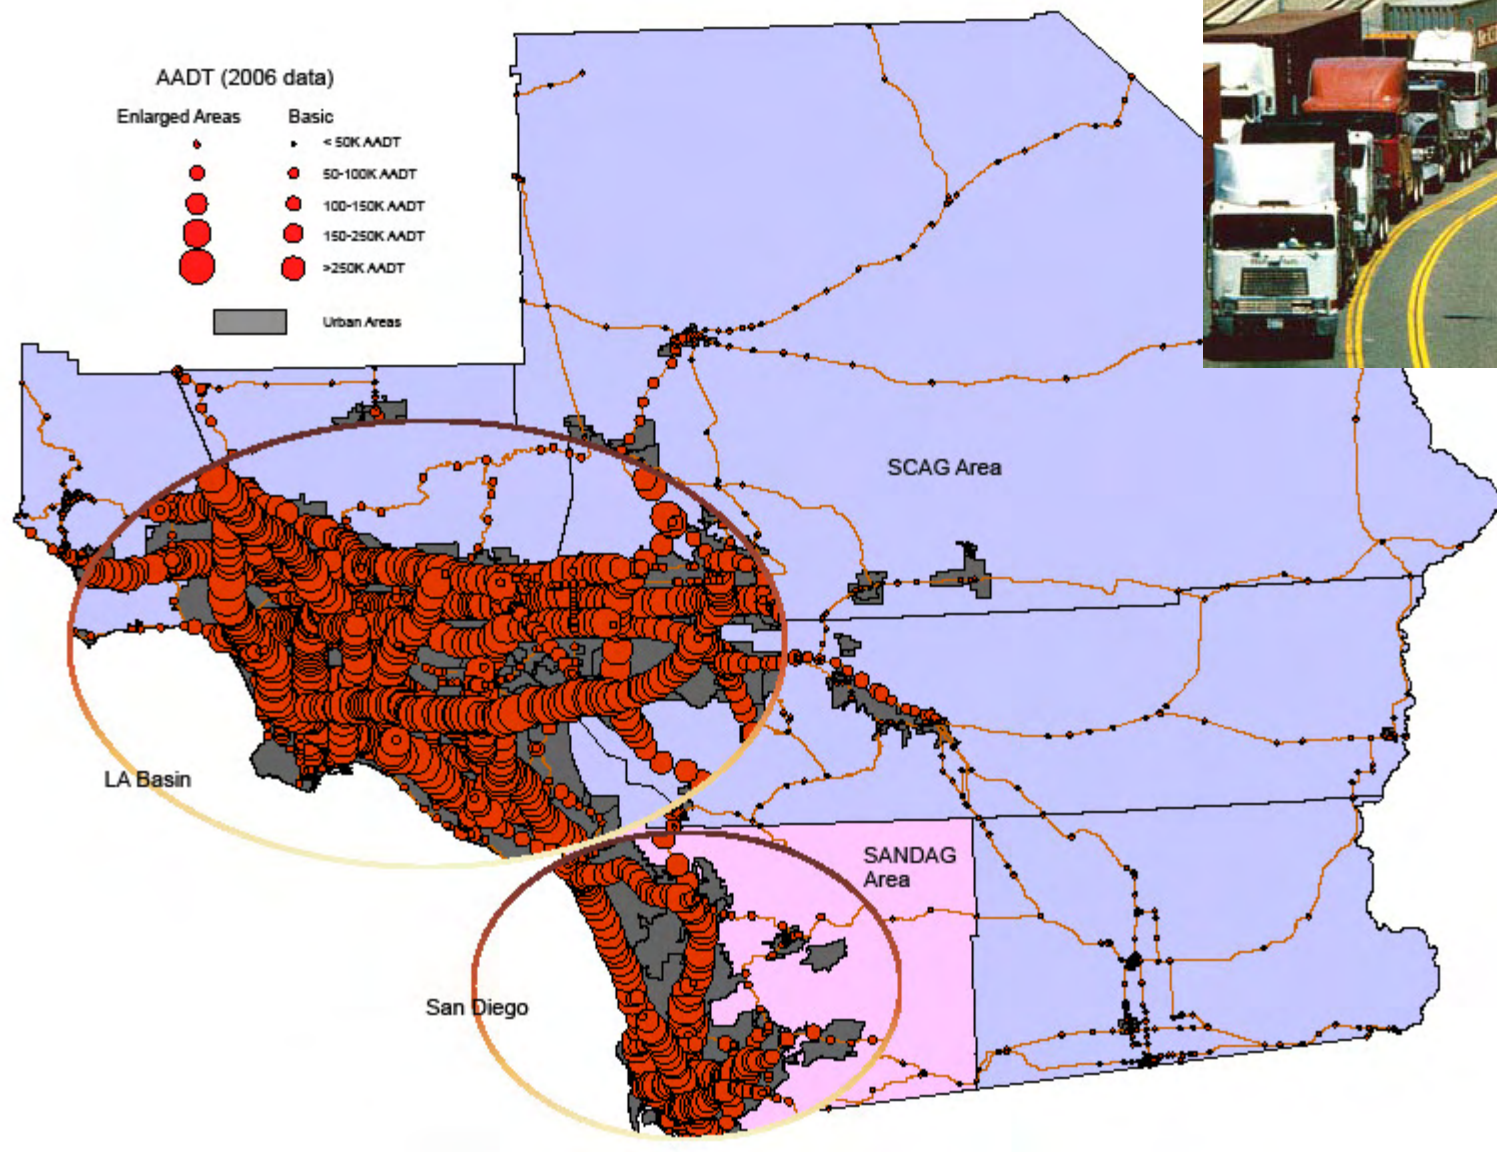 AADT (2006 data)
Enlarged Areas Basic
< 50K AADT
50-100K AADT
100-150K AADT
150-250K AADT
>250K AADT
Urban Areas
SCAG Area
LA Basin
SANDAG
Area
San Diego